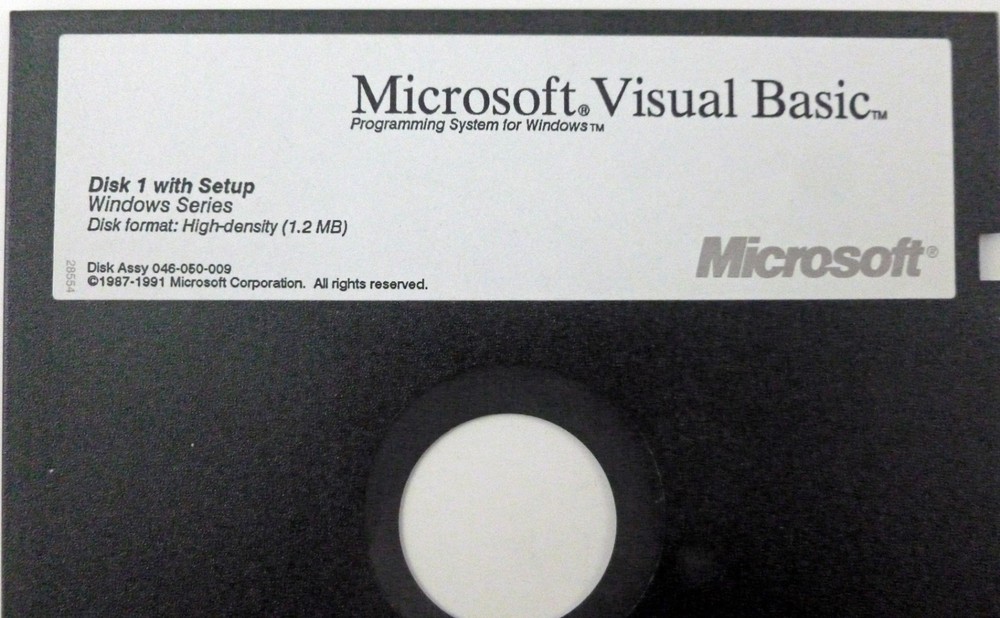 Microsoft® Visual Basic™
Programming System for Windows™
Disk 1 with Setup
Windows Series
Disk format: High-density (1.2 MB)
Microsoft®
Disk Assy 046-050-009
©1987-1991 Microsoft Corporation. All rights reserved.
28554